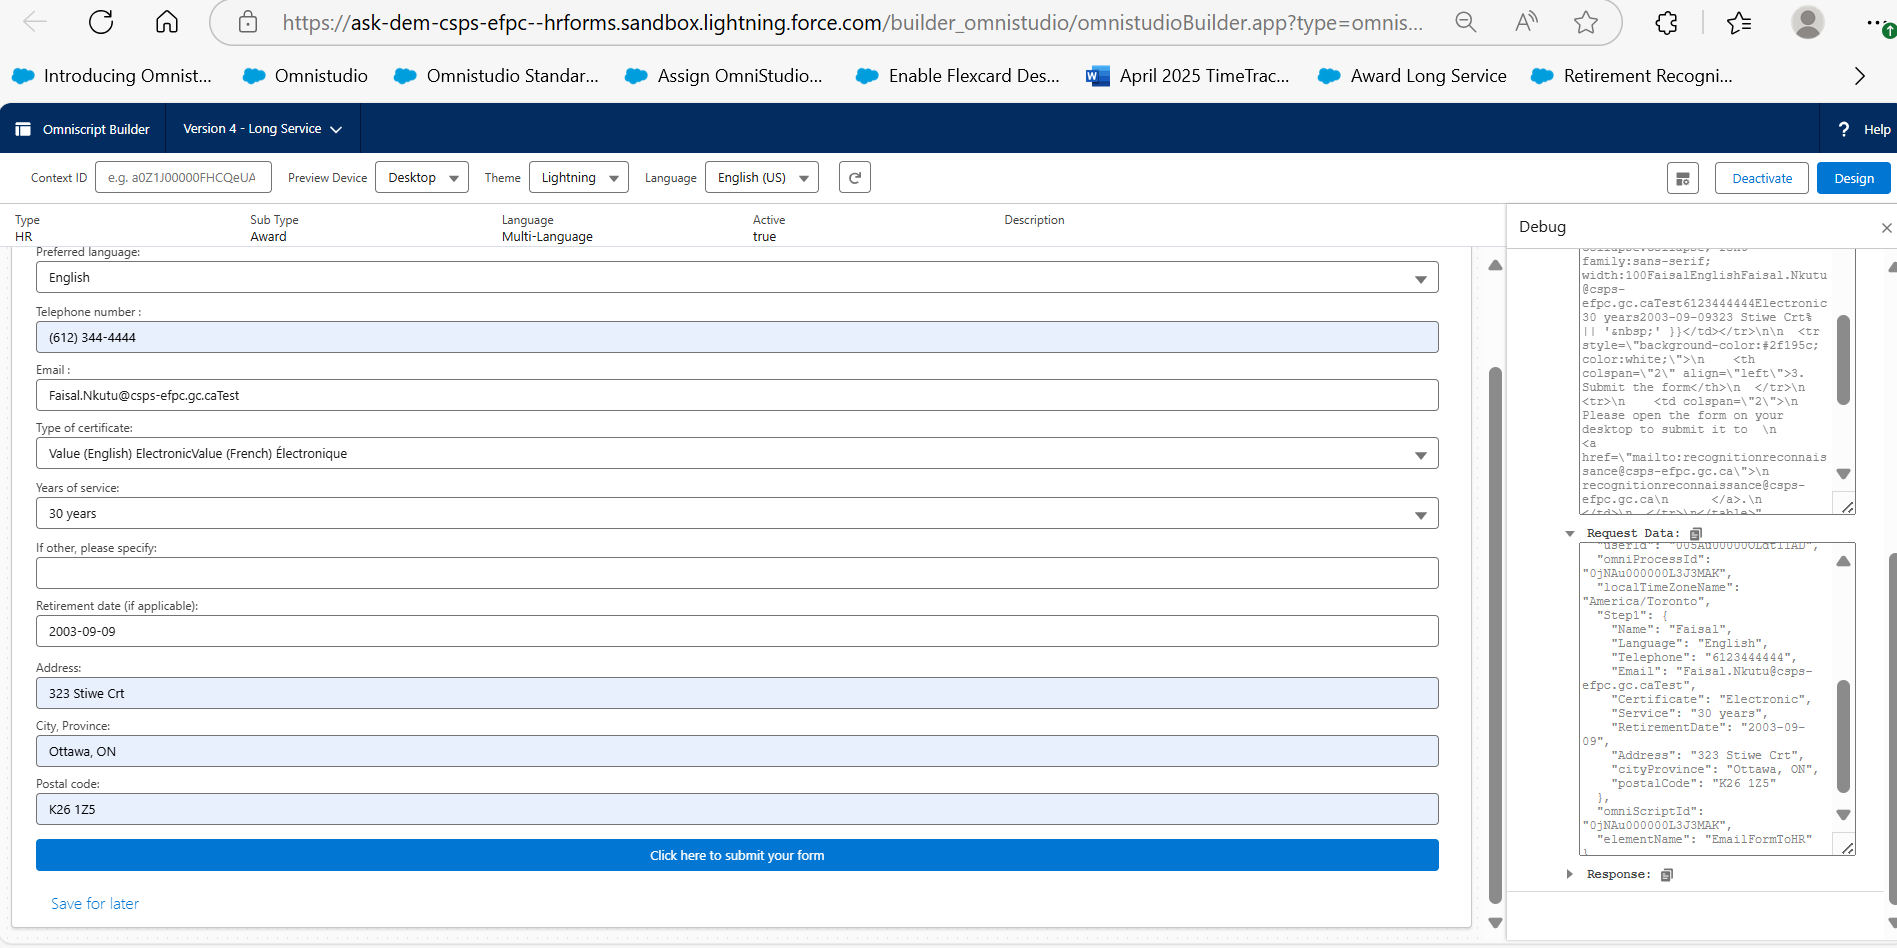 https://ask-dem-csps-efpc--hrforms.sandbox.lightning.force.com/builder_omnistudio/omnistudioBuilder.app?type=omnis...
Introducing Omnist... Omnistudio Omnistudio Standar... Assign OmniStudio... Enable Flexcard Des... April 2025 TimeTrac... Award Long Service Retirement Recogni...
Omniscript Builder Version 4 - Long Service ? Help
Context ID e.g. a0Z1J00000FHCQeUA Preview Device Desktop Theme Lightning Language English (US) Deactivate Design
Type Sub Type Language Active Description
HR Award Multi-Language true
Preferred language:
English
Telephone number :
(612) 344-4444
Email :
Faisal.Nkutu@csps-efpc.gc.caTest
Type of certificate:
Value (English) ElectronicValue (French) Électronique
Years of service:
30 years
If other, please specify:
Retirement date (if applicable):
2003-09-09
Address:
323 Stiwe Crt
City, Province:
Ottawa, ON
Postal code:
K26 1Z5
Click here to submit your form
Save for later
Debug
family:sans-serif;
width:100FaisalEnglishFaisal.Nkutu
@csps-
efpc.gc.caTest6123444444Electronic
30 years2003-09-09323 Stiwe Crt%
|| '&nbsp;' }}</td></tr>\n\n <tr
style=\"background-color:#2f195c;
color:white;\">\n <th
colspan=\"2\" align=\"left\">3.
Submit the form</th>\n </tr>\n
<tr>\n <td colspan=\"2\">\n
Please open the form on your
desktop to submit it to \n
<a
href=\"mailto:recognitionreconnais
sance@csps-efpc.gc.ca\">\n
recognitionreconnaissance@csps-
efpc.gc.ca\n </a>.\n
</td>\n </tr>\n</table>"
Request Data:
"omniProcessId":
"0jNAu000000L3J3MAK",
"localTimeZoneName":
"America/Toronto",
"Step1": {
"Name": "Faisal",
"Language": "English",
"Telephone": "6123444444",
"Email": "Faisal.Nkutu@csps-
efpc.gc.caTest",
"Certificate": "Electronic",
"Service": "30 years",
"RetirementDate": "2003-09-
09",
"Address": "323 Stiwe Crt",
"cityProvince": "Ottawa, ON",
"postalCode": "K26 1Z5"
},
"omniScriptId":
"0jNAu000000L3J3MAK",
"elementName": "EmailFormToHR"
Response: